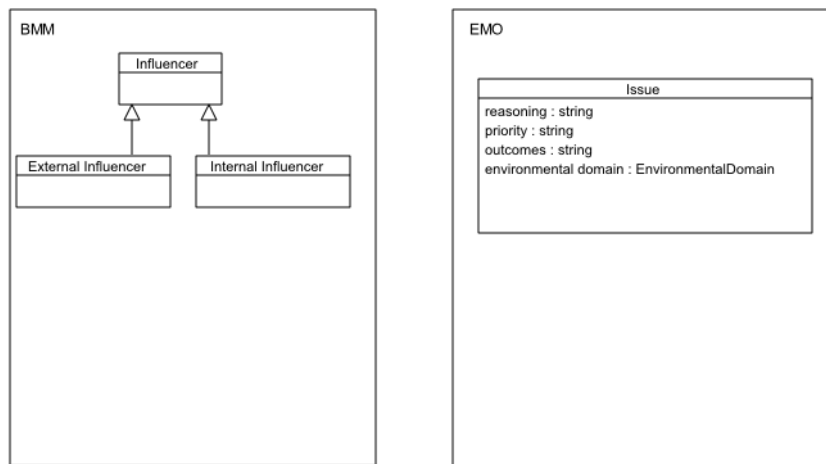 BMM
Influencer
External Influencer
Internal Influencer
EMO
Issue
reasoning : string
priority : string
outcomes : string
environmental domain : EnvironmentalDomain